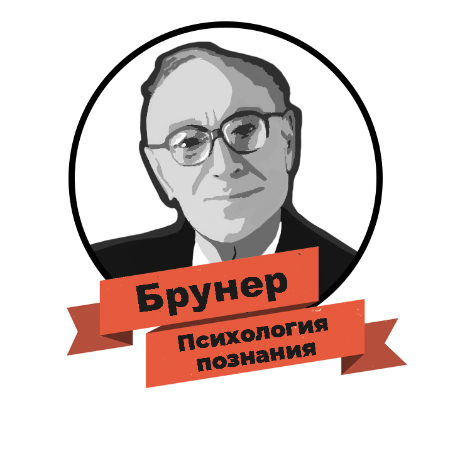 Брунер
Психология
познания